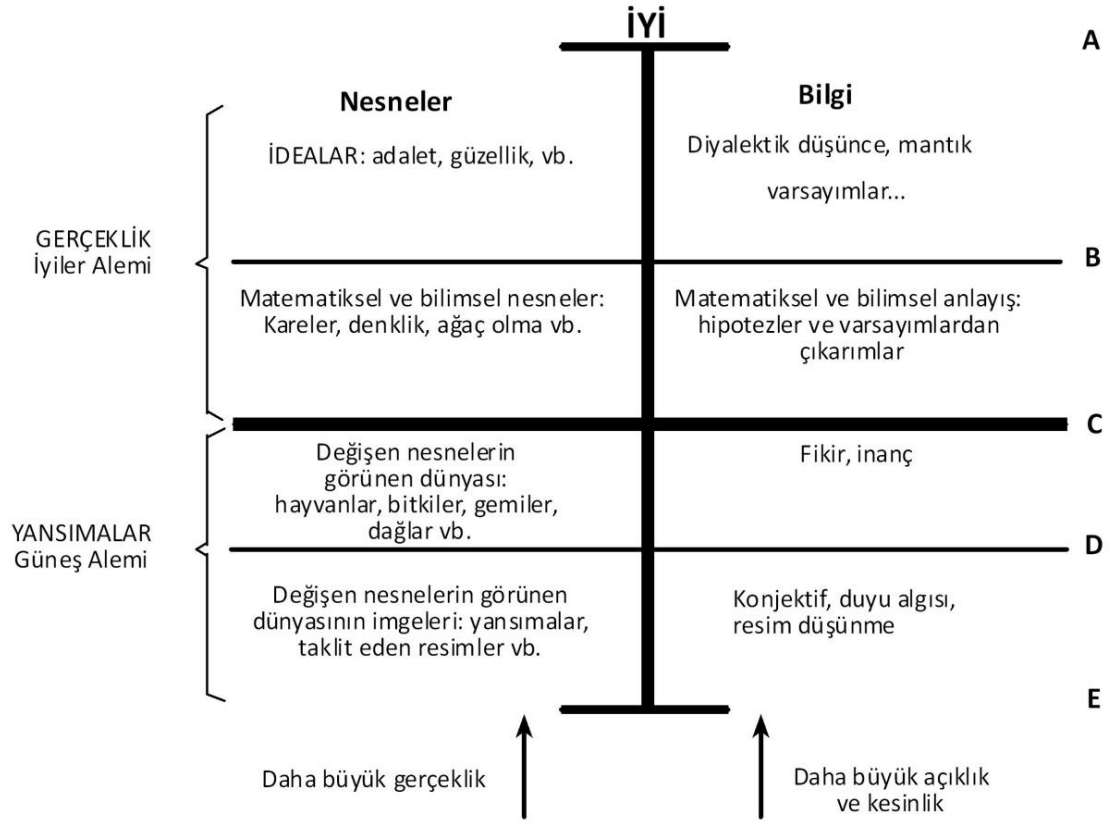 İYİ
A
Nesneler
Bilgi
İDEALAR: adalet, güzellik, vb.
Diyalektik düşünce, mantık
varsayımlar...
GERÇEKLİK
İyiler Alemi
B
Matematiksel ve bilimsel nesneler:
Kareler, denklik, ağaç olma vb.
Matematiksel ve bilimsel anlayış:
hipotezler ve varsayımlardan
çıkarımlar
C
Değişen nesnelerin
görünen dünyası:
hayvanlar, bitkiler, gemiler,
dağlar vb.
Fikir, inanç
YANSIMALAR
Güneş Alemi
D
Değişen nesnelerin görünen
dünyasının imgeleri: yansımalar,
taklit eden resimler vb.
Konjektif, duyu algısı,
resim düşünme
E
Daha büyük gerçeklik
Daha büyük açıklık
ve kesinlik